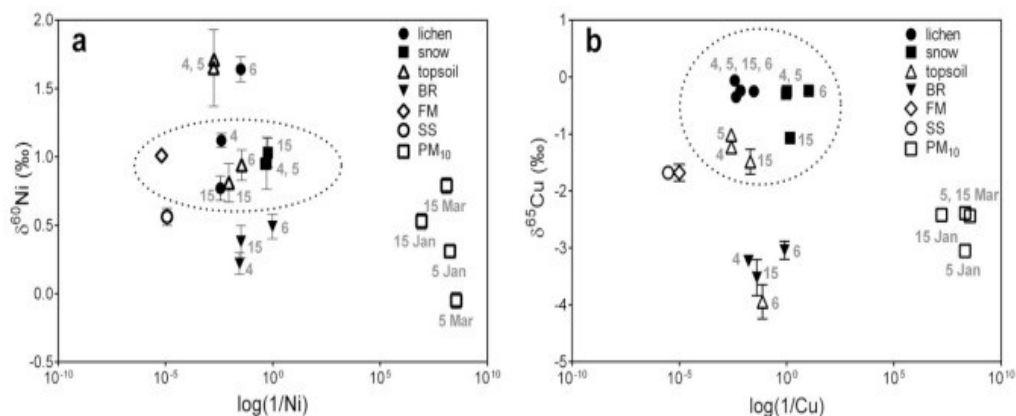 a
2.0
1.5
1.0
0.5
0.0
-0.5
δ⁶⁰Ni (‰)
10⁻¹⁰ 10⁻⁵ 10⁰ 10⁵ 10¹⁰
log(1/Ni)
lichen
snow
topsoil
BR
FM
SS
PM₁₀
4, 5
6
4
15
6
4, 5
15
15
6
15
4
15 Mar
15 Jan
5 Jan
5 Mar
b
1
0
-1
-2
-3
-4
-5
δ⁶⁵Cu (‰)
10⁻¹⁰ 10⁻⁵ 10⁰ 10⁵ 10¹⁰
log(1/Cu)
lichen
snow
topsoil
BR
FM
SS
PM₁₀
4, 5, 15, 6
4, 5
6
5
4
15
15
4
15
6
6
5, 15 Mar
15 Jan
5 Jan